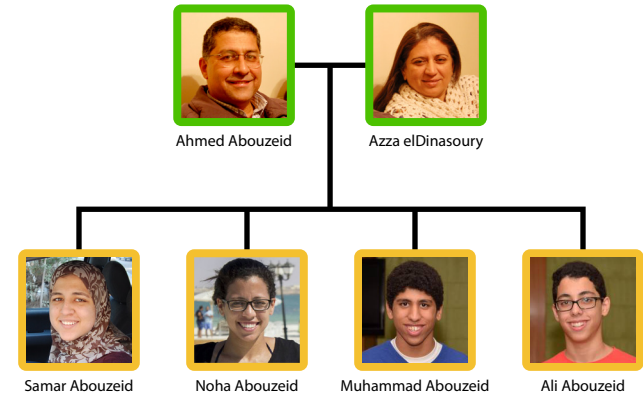 Ahmed Abouzeid
Azza elDinasoury
Samar Abouzeid
Noha Abouzeid
Muhammad Abouzeid
Ali Abouzeid